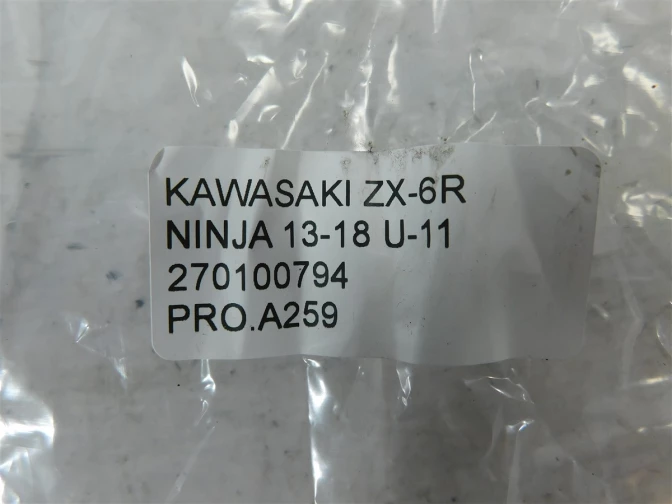 KAWASAKI ZX-6R
NINJA 13-18 U-11
270100794
PRO.A259